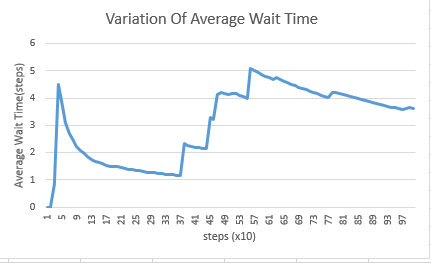 Variation Of Average Wait Time
Average Wait Time(steps)
6
5
4
3
2
1
0
1 5 9 13 17 21 25 29 33 37 41 45 49 53 57 61 65 69 73 77 81 85 89 93 97
steps (x10)